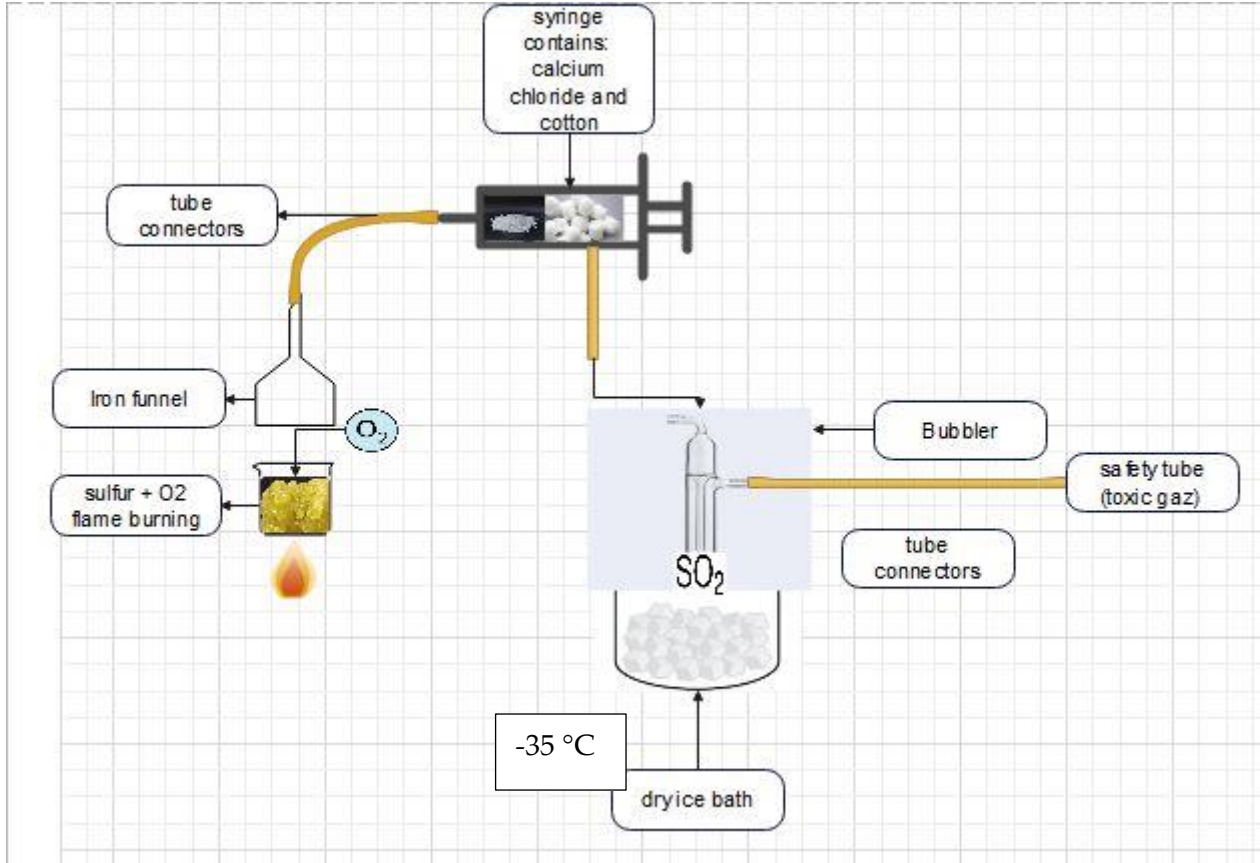 syringe
contains:
calcium
chloride and
cotton
tube
connectors
Iron funnel
O2
sulfur + O2
flame burning
Bubbler
safety tube
(toxic gaz)
tube
connectors
SO₂
-35 °C
dry ice bath